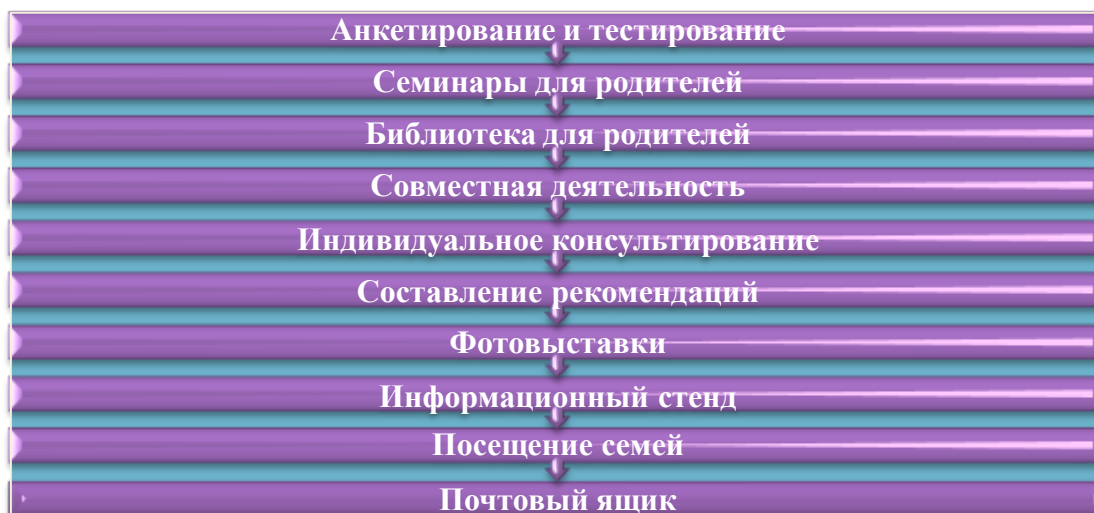 Анкетирование и тестирование
Семинары для родителей
Библиотека для родителей
Совместная деятельность
Индивидуальное консультирование
Составление рекомендаций
Фотовыставки
Информационный стенд
Посещение семей
Почтовый ящик